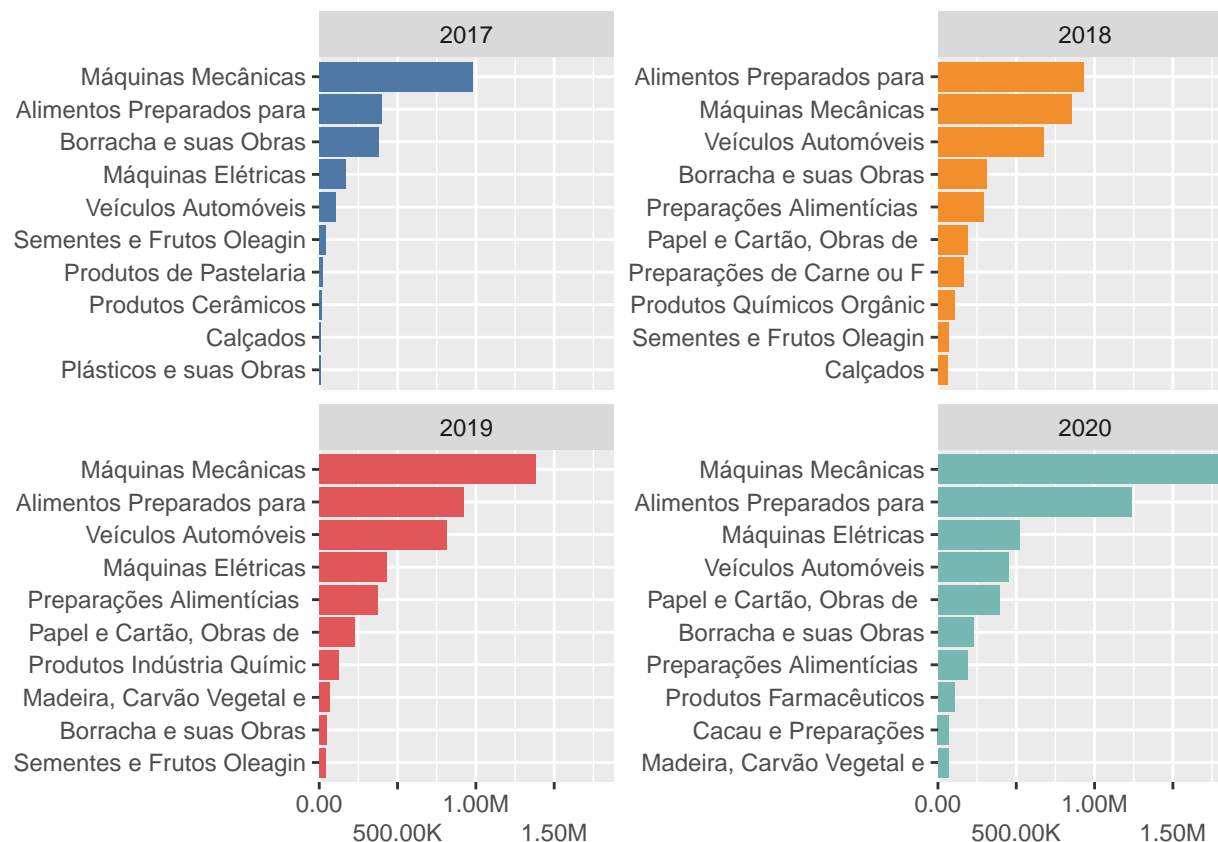 2017
Máquinas Mecânicas
Alimentos Preparados para
Borracha e suas Obras
Máquinas Elétricas
Veículos Automóveis
Sementes e Frutos Oleagin
Produtos de Pastelaria
Produtos Cerâmicos
Calçados
Plásticos e suas Obras
2018
Alimentos Preparados para
Máquinas Mecânicas
Veículos Automóveis
Borracha e suas Obras
Preparações Alimentícias
Papel e Cartão, Obras de
Preparações de Carne ou F
Produtos Químicos Orgânic
Sementes e Frutos Oleagin
Calçados
2019
Máquinas Mecânicas
Alimentos Preparados para
Veículos Automóveis
Máquinas Elétricas
Preparações Alimentícias
Papel e Cartão, Obras de
Produtos Indústria Químic
Madeira, Carvão Vegetal e
Borracha e suas Obras
Sementes e Frutos Oleagin
0.00 1.00M
500.00K 1.50M
2020
Máquinas Mecânicas
Alimentos Preparados para
Máquinas Elétricas
Veículos Automóveis
Papel e Cartão, Obras de
Borracha e suas Obras
Preparações Alimentícias
Produtos Farmacêuticos
Cacau e Preparações
Madeira, Carvão Vegetal e
0.00 1.00M
500.00K 1.50M